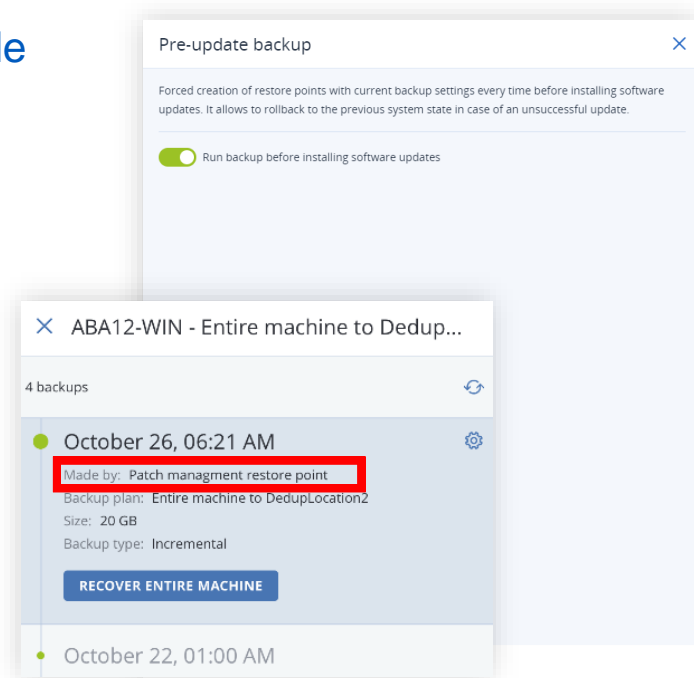 le
Pre-update backup
Forced creation of restore points with current backup settings every time before installing software
updates. It allows to rollback to the previous system state in case of an unsuccessful update.
Run backup before installing software updates
ABA12-WIN - Entire machine to Dedup...
4 backups
October 26, 06:21 AM
Made by: Patch managment restore point
Backup plan: Entire machine to DedupLocation2
Size: 20 GB
Backup type: Incremental
RECOVER ENTIRE MACHINE
October 22, 01:00 AM